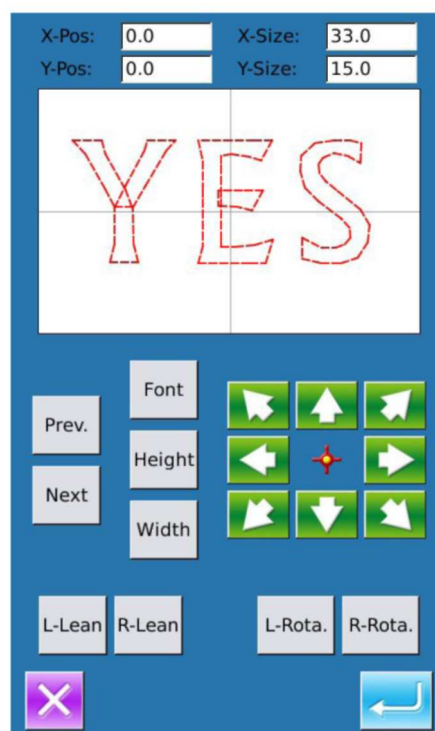 X-Pos: 0.0 X-Size: 33.0
Y-Pos: 0.0 Y-Size: 15.0
YES
Font
Prev.
Height
Next
Width
L-Lean R-Lean L-Rota. R-Rota.